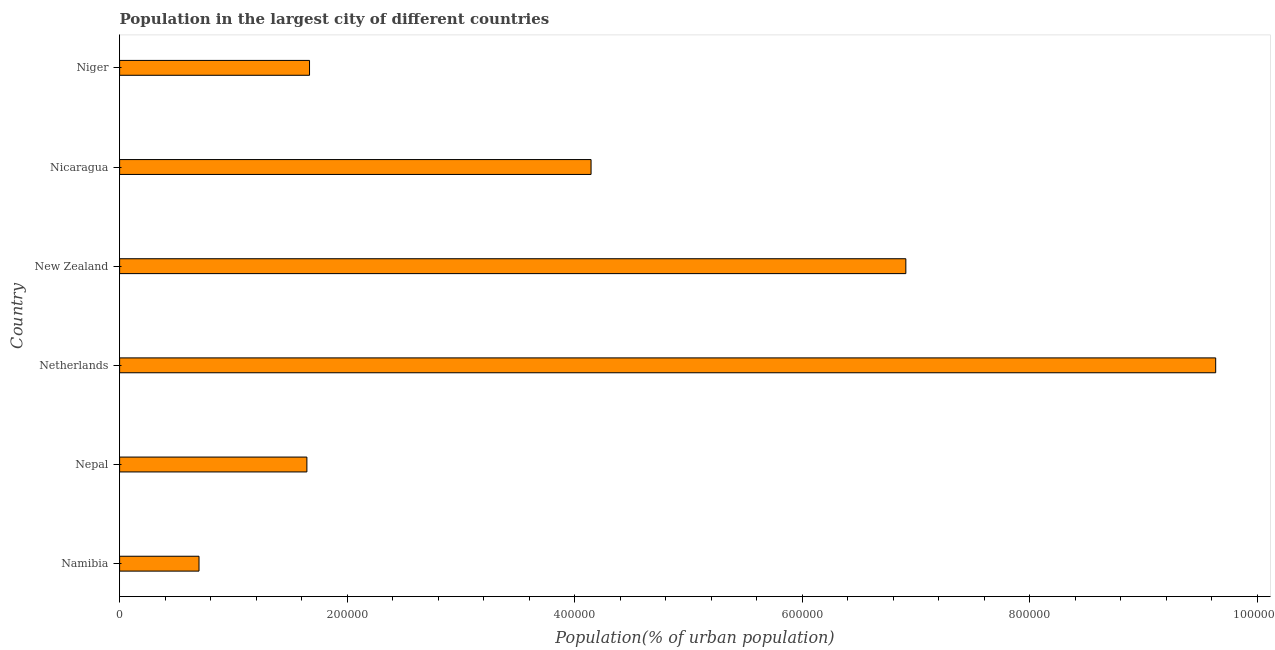 Population in the largest city of different countries
Niger
Nicaragua
New Zealand
Netherlands
Nepal
Namibia
Country
0
200000
400000
600000
800000
100000
Population(% of urban population)